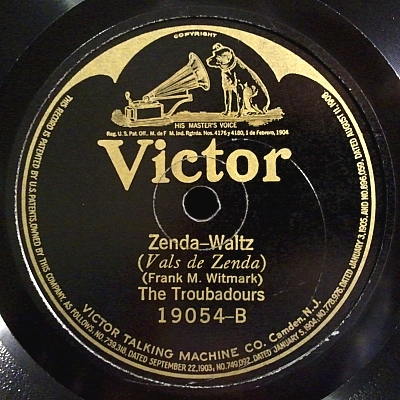 COPYRIGHT
HIS MASTER'S VOICE
Reg. U.S. Pat. Off., M. de F. M. Ind. Rgtrda. Nos. 4176 y 4180, 1 de Febrero, 1904
Victor
Zenda–Waltz
(Vals de Zenda)
(Frank M. Witmark)
The Troubadours
19054–B
VICTOR TALKING MACHINE CO. Camden, N.J.
THIS RECORD IS PATENTED BY U.S. PATENTS, OWNED BY THIS COMPANY, AS FOLLOWS, NO. 739,318, DATED SEPTEMBER 22, 1903; NO. 749,092, DATED JANUARY 5, 1904, NO. 778,976, DATED JANUARY 3, 1905, AND NO. 896,059, DATED AUGUST 11, 1908